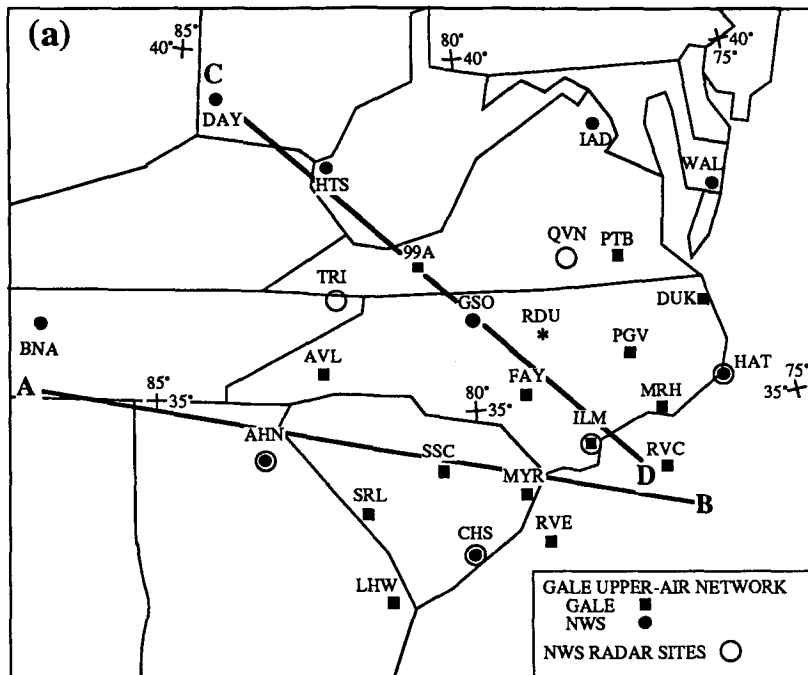 (a)
85°
40°
80°
40°
40°
75°
C
DAY
IAD
HTS
WAL
99A
QVN
PTB
TRI
GSO
DUK
RDU
BNA
PGV
AVL
HAT
A
85°
35°
FAY
80°
35°
MRH
75°
35°
AHN
ILM
SSC
RVC
MYR
D
B
SRL
CHS
RVE
LHW
GALE UPPER-AIR NETWORK
GALE
NWS
NWS RADAR SITES